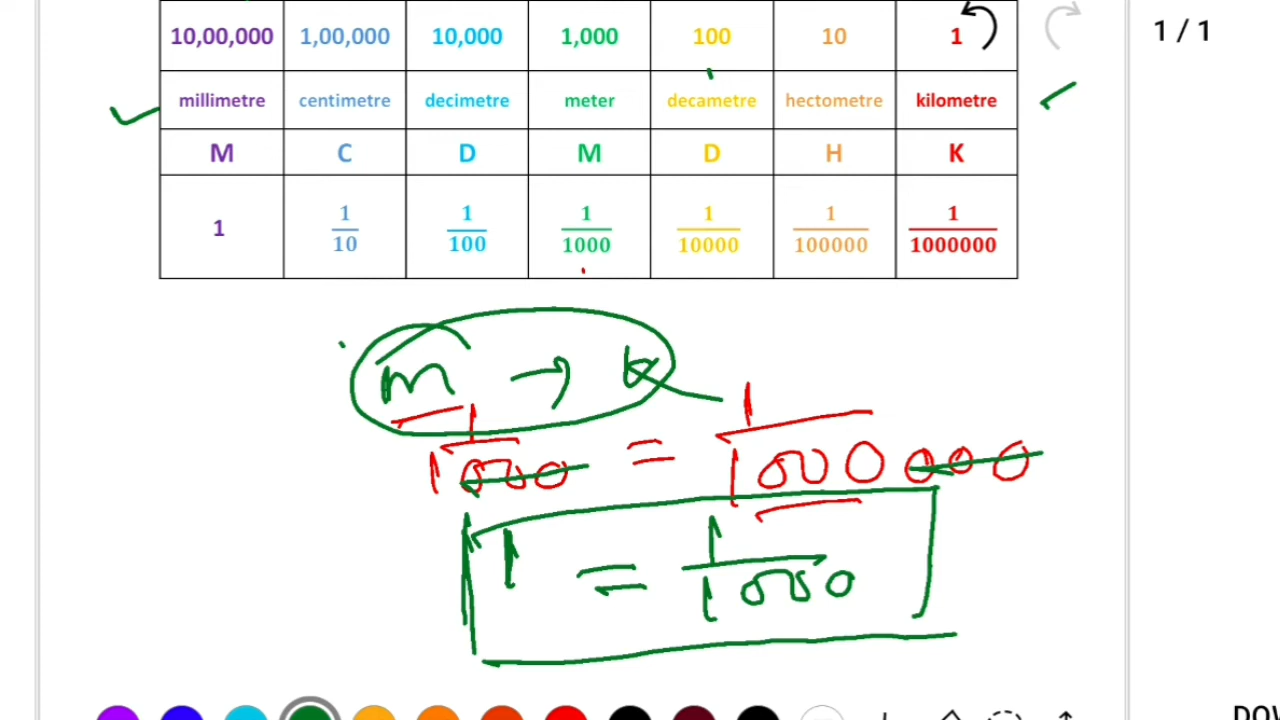 10,00,000 1,00,000 10,000 1,000 100 10 1
1 / 1
millimetre centimetre decimetre meter decametre hectometre kilometre
M C D M D H K
1 1/10 1/100 1/1000 1/10000 1/100000 1/1000000
m → k
1/1000 = 1/1000000
1 = 1/1000